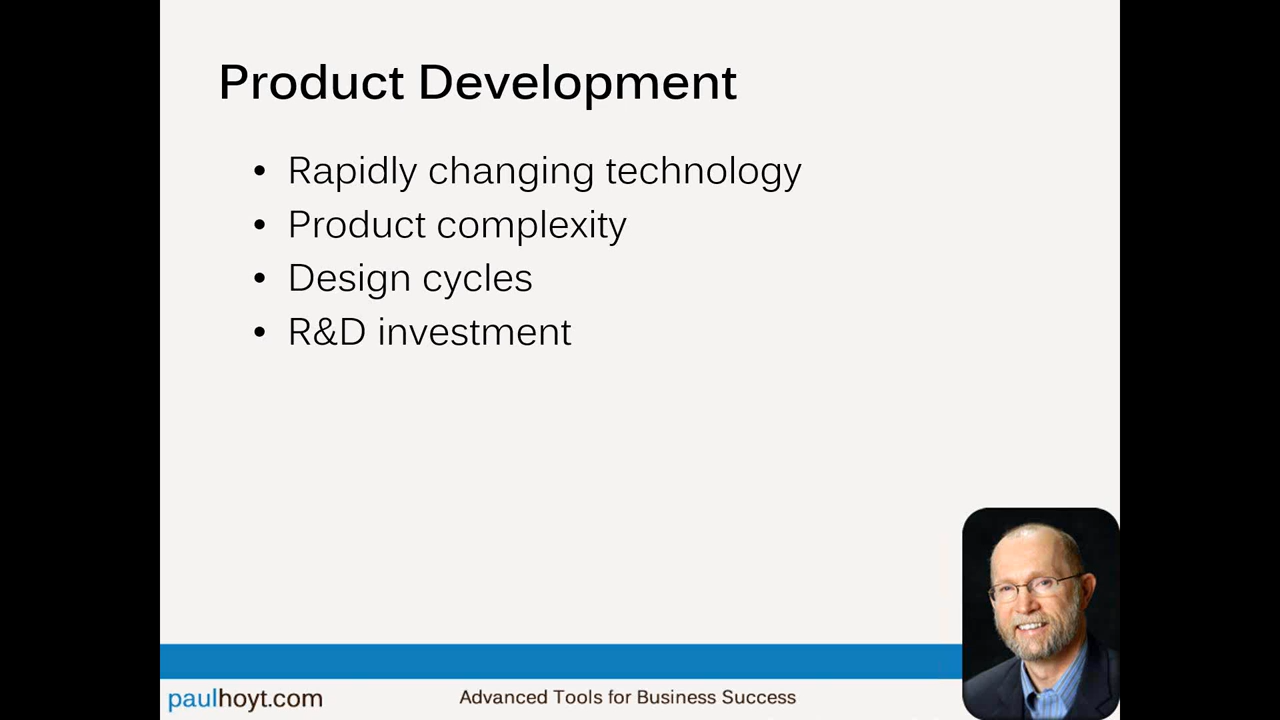 Product Development
• Rapidly changing technology
• Product complexity
• Design cycles
• R&D investment
paulhoyt.com
Advanced Tools for Business Success